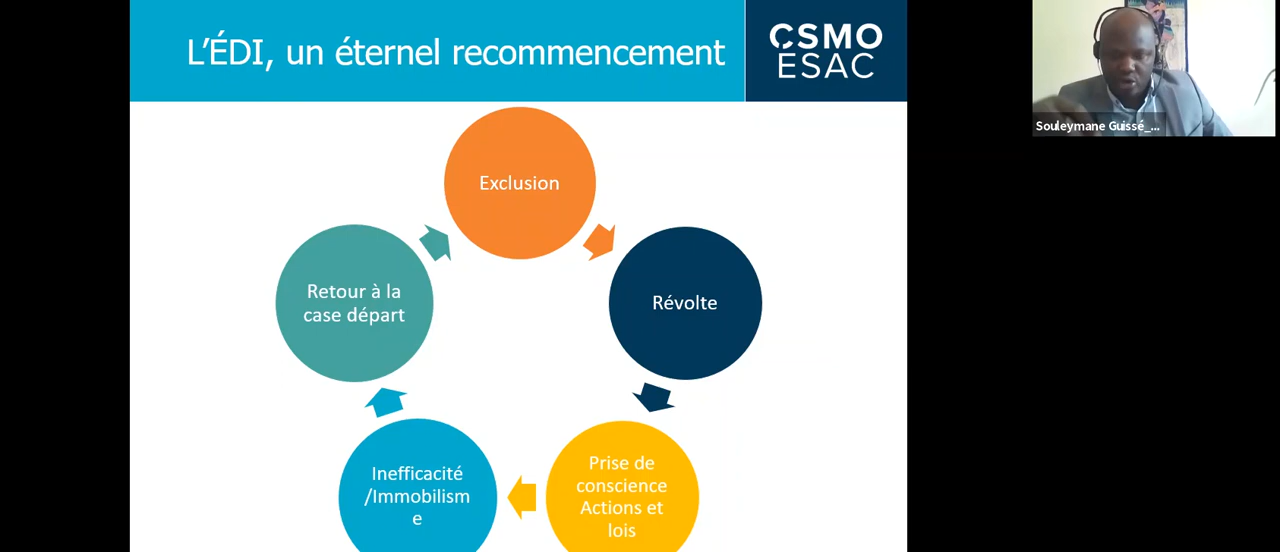 L'ÉDI, un éternel recommencement
CSMO
ÉSAC
Souleymane Guissé_...
Exclusion
Révolte
Prise de
conscience
Actions et
lois
Inefficacité
/Immobilism
e
Retour à la
case départ